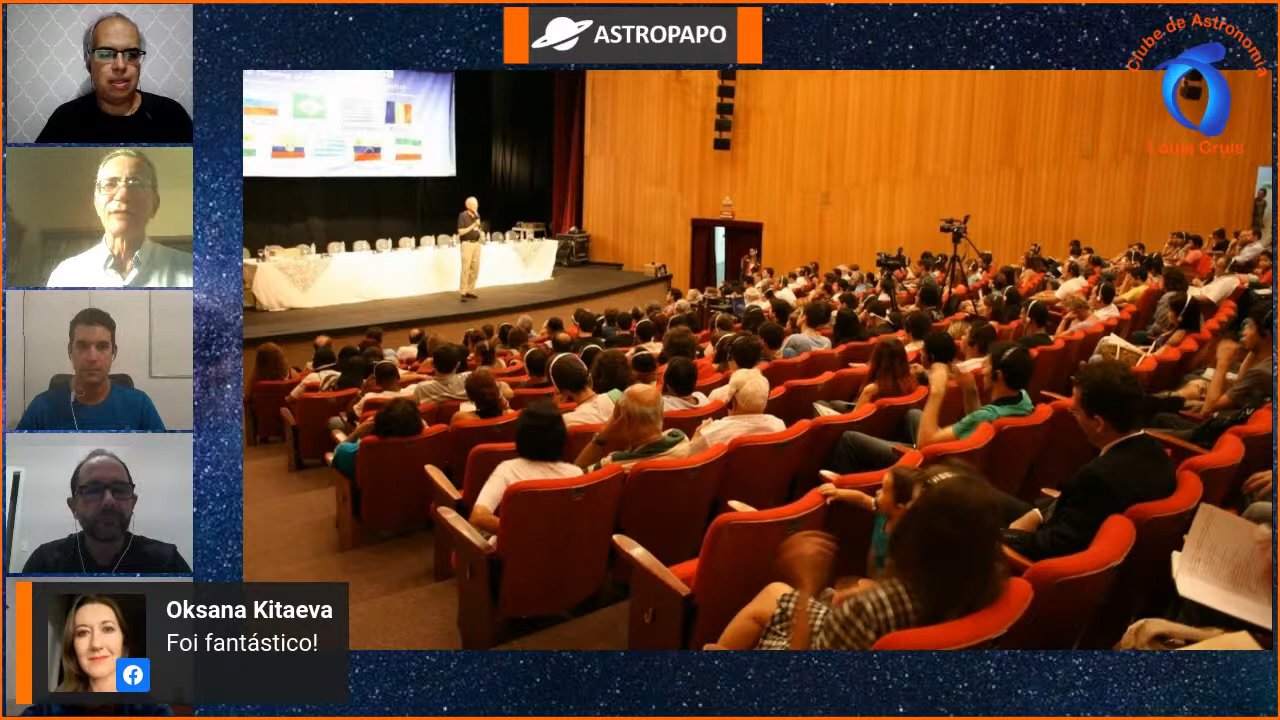 ASTROPAPO
Clube de Astronomia
Louis Cruls
Oksana Kitaeva
Foi fantástico!